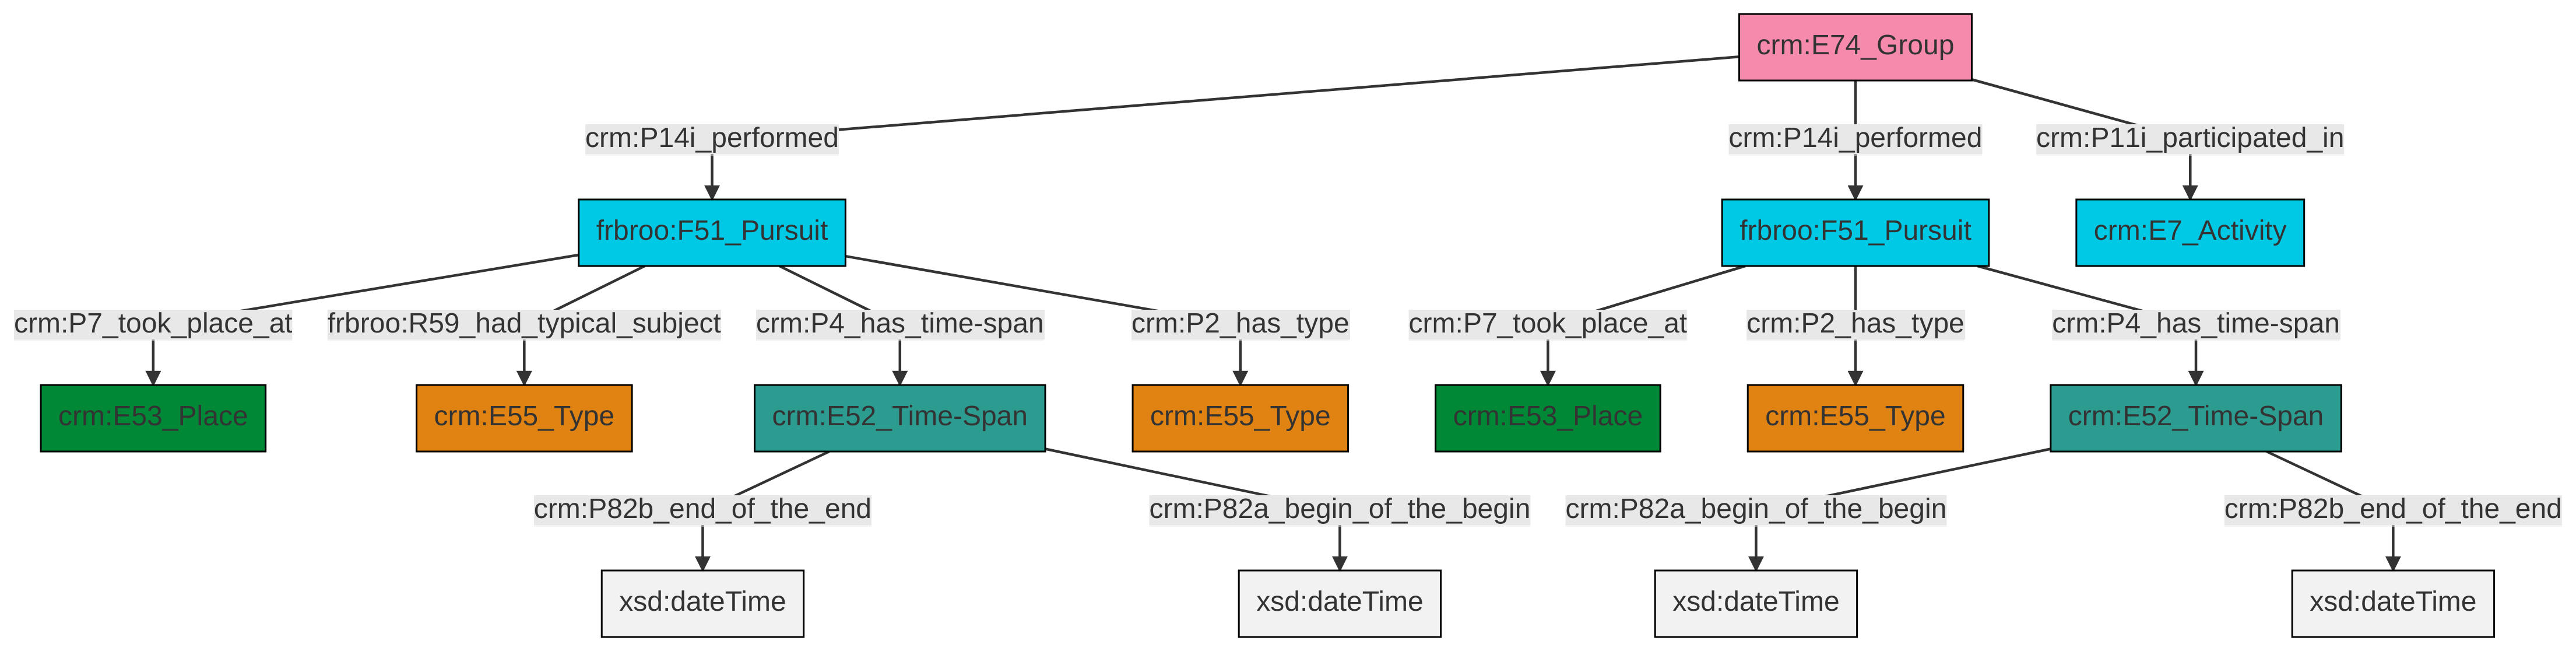 crm:E74_Group
crm:P14i_performed
crm:P14i_performed
crm:P11i_participated_in
frbroo:F51_Pursuit
frbroo:F51_Pursuit
crm:E7_Activity
crm:P7_took_place_at
frbroo:R59_had_typical_subject
crm:P4_has_time-span
crm:P2_has_type
crm:P7_took_place_at
crm:P2_has_type
crm:P4_has_time-span
crm:E53_Place
crm:E55_Type
crm:E52_Time-Span
crm:E55_Type
crm:E53_Place
crm:E55_Type
crm:E52_Time-Span
crm:P82b_end_of_the_end
crm:P82a_begin_of_the_begin
crm:P82a_begin_of_the_begin
crm:P82b_end_of_the_end
xsd:dateTime
xsd:dateTime
xsd:dateTime
xsd:dateTime